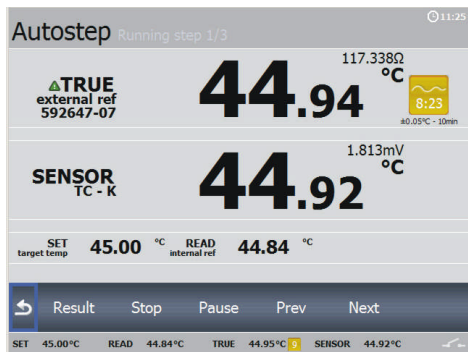 Autostep Running step 1/3
11:25
TRUE
external ref
592647-07
44.94
117.338Ω
°C
8:23
±0.05°C - 10min
SENSOR
TC - K
44.92
1.813mV
°C
SET
target temp
45.00 °C
READ
internal ref
44.84 °C
Result Stop Pause Prev Next
SET 45.00°C READ 44.84°C TRUE 44.95°C 9 SENSOR 44.92°C